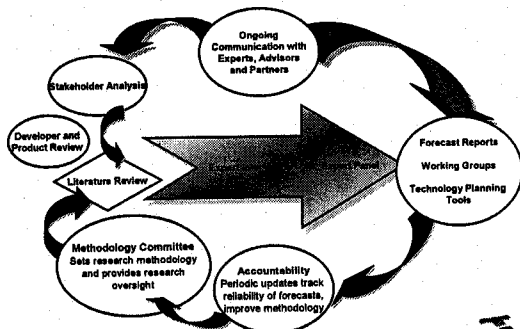 Ongoing
Communication with
Experts, Advisors
and Partners
Stakeholder Analysis
Developer and
Product Review
Literature Review
Panel
Forecast Reports
Working Groups
Technology Planning
Tools
Methodology Committee
Sets research methodology
and provides research
oversight
Accountability
Periodic updates track
reliability of forecasts,
improve methodology